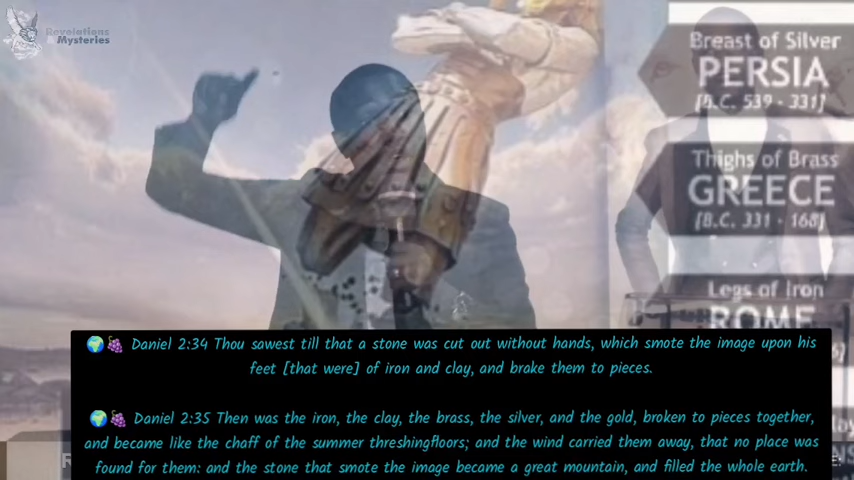 Revelations
& Mysteries
Breast of Silver
PERSIA
[B.C. 539 - 331]
Thighs of Brass
GREECE
[B.C. 331 - 168]
Legs of Iron
ROME
🌍🍇 Daniel 2:34 Thou sawest till that a stone was cut out without hands, which smote the image upon his
feet [that were] of iron and clay, and brake them to pieces.
🌍🍇 Daniel 2:35 Then was the iron, the clay, the brass, the silver, and the gold, broken to pieces together,
and became like the chaff of the summer threshingfloors; and the wind carried them away, that no place was
found for them: and the stone that smote the image became a great mountain, and filled the whole earth.